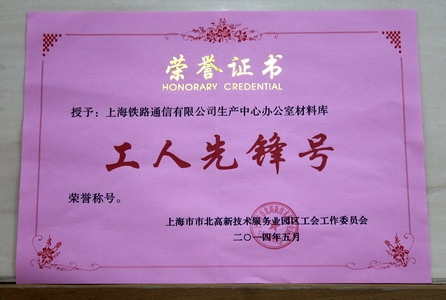 荣誉证书
HONORARY CREDENTIAL
授予：上海铁路通信有限公司生产中心办公室材料库
工人先锋号
荣誉称号。
上海市市北高新技术服务业园区工会工作委员会
二〇一四年五月